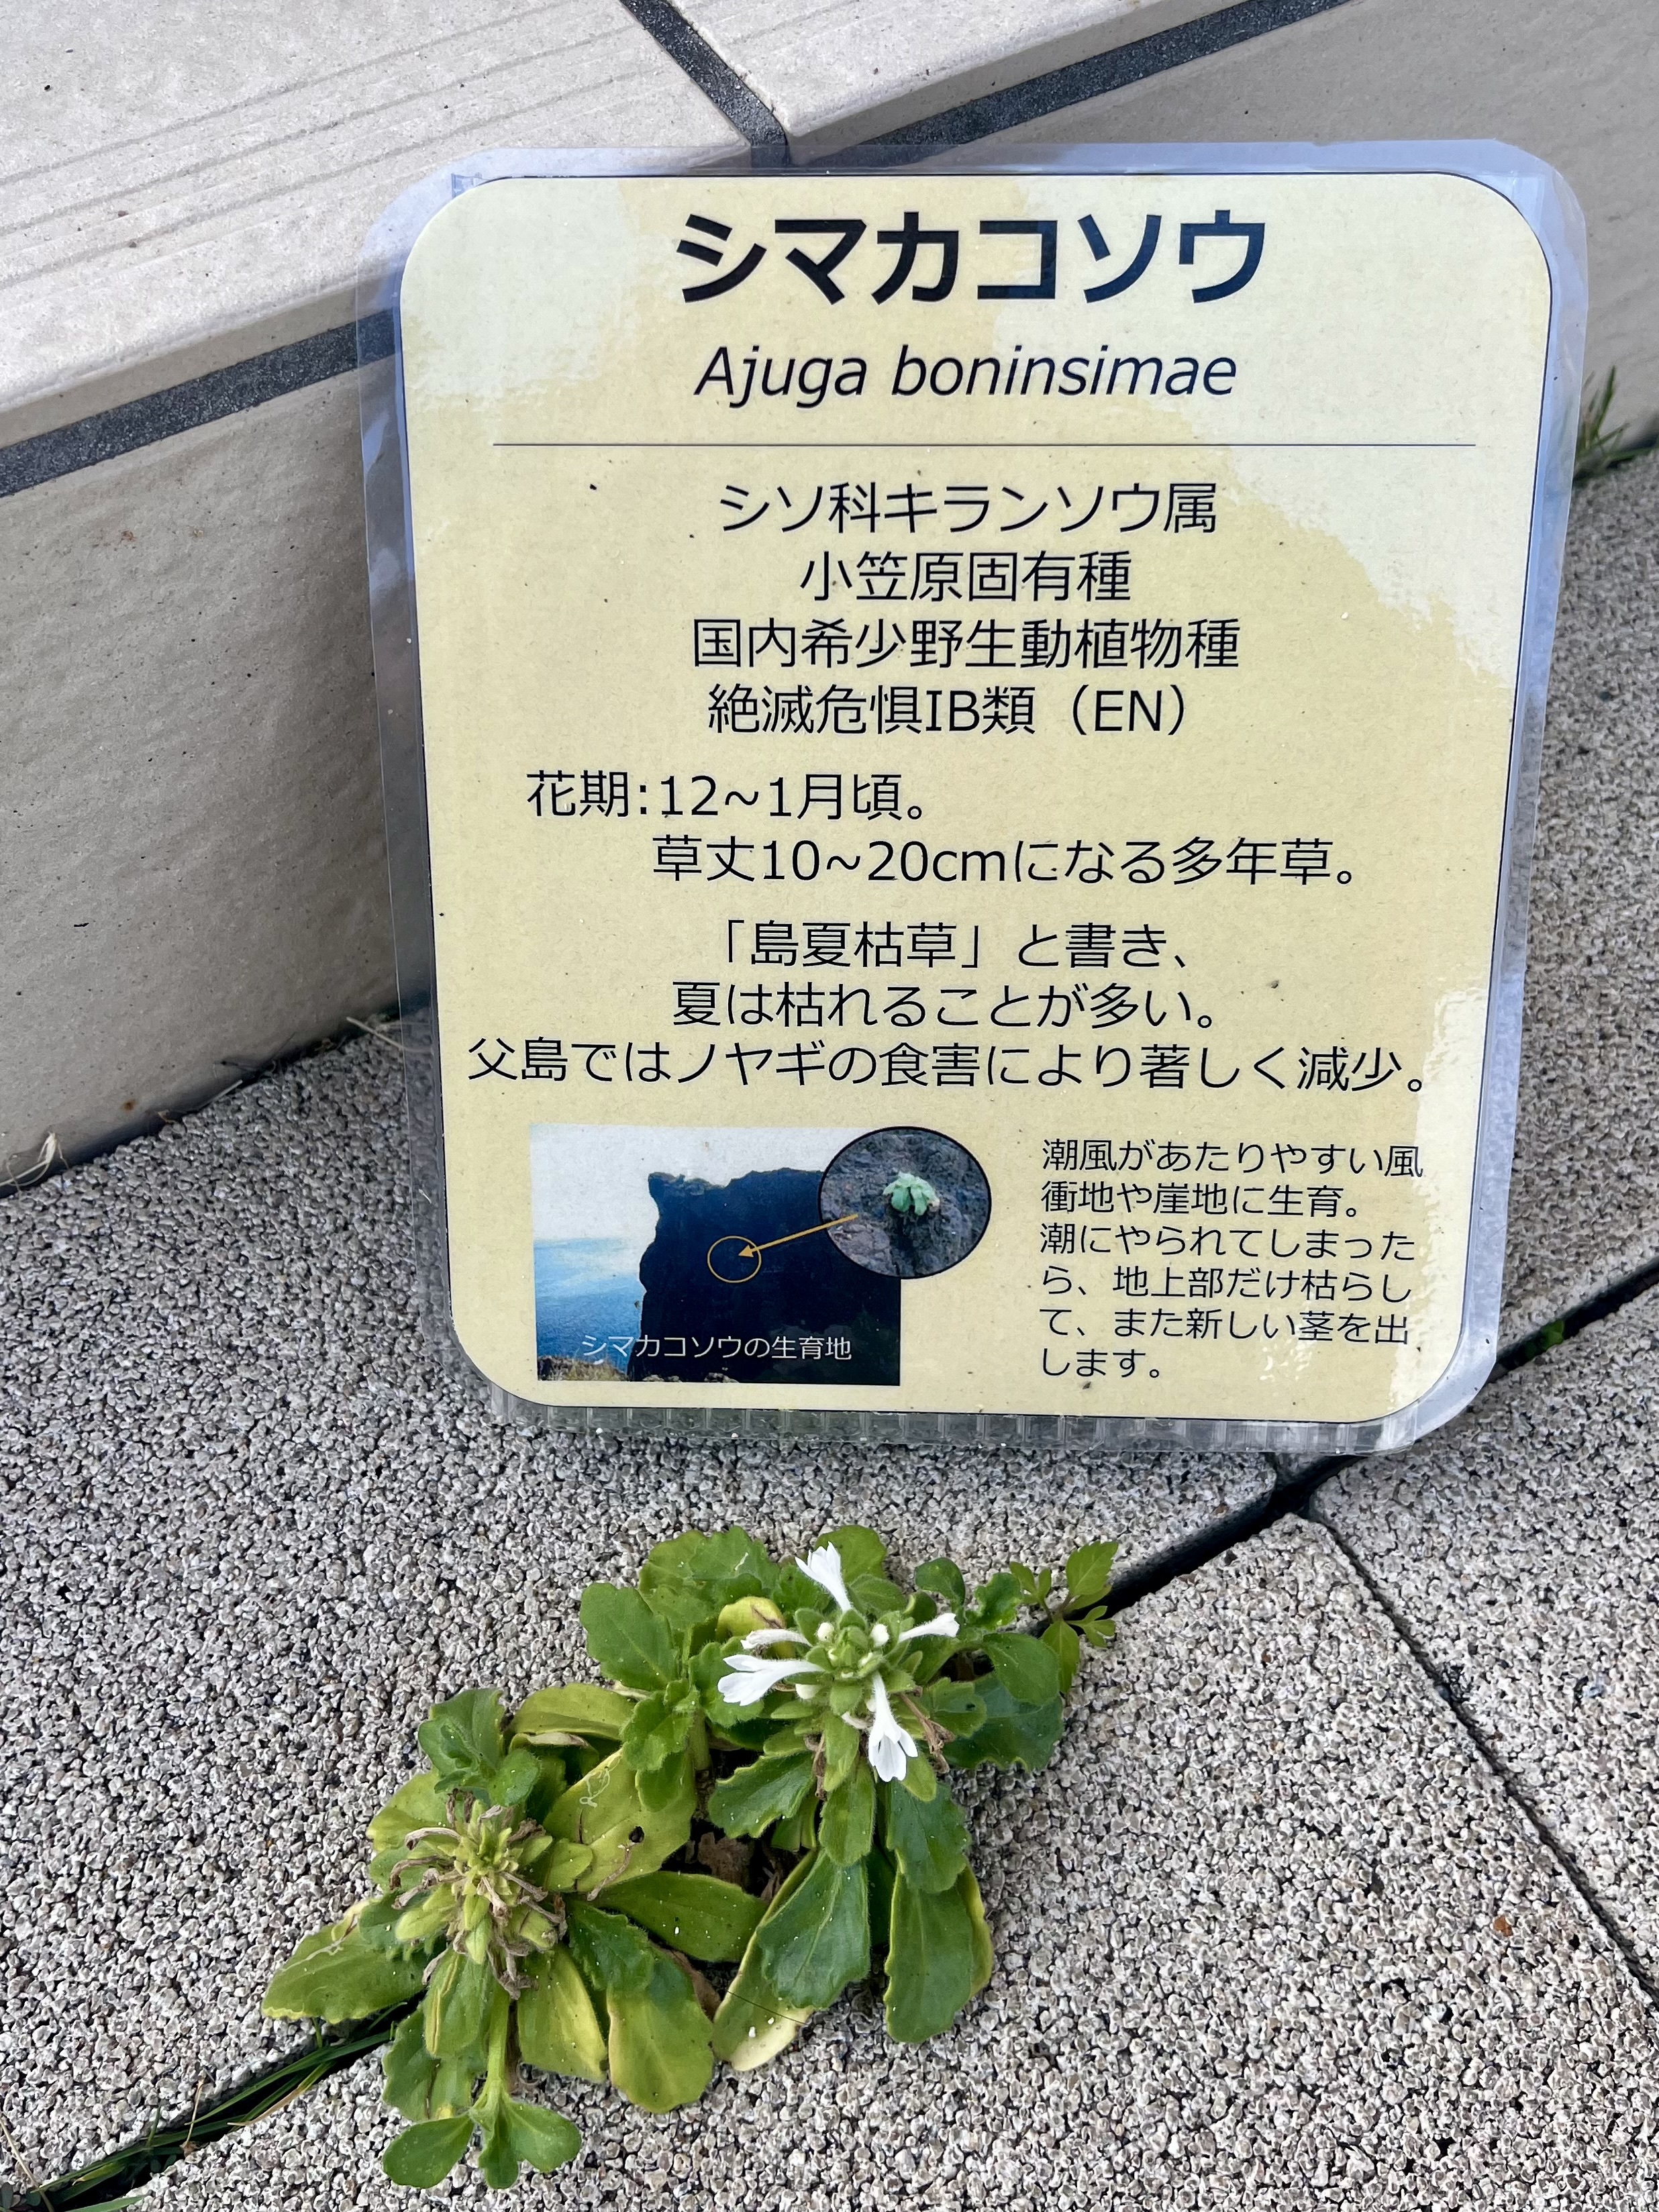 シマカコソウ
Ajuga boninsimae
シソ科キランソウ属
小笠原固有種
国内希少野生動植物種
絶滅危惧IB類（EN）
花期:12~1月頃。
草丈10~20cmになる多年草。
「島夏枯草」と書き、
夏は枯れることが多い。
父島ではノヤギの食害により著しく減少。
シマカコソウの生育地
潮風があたりやすい風
衝地や崖地に生育。
潮にやられてしまった
ら、地上部だけ枯らし
て、また新しい茎を出
します。